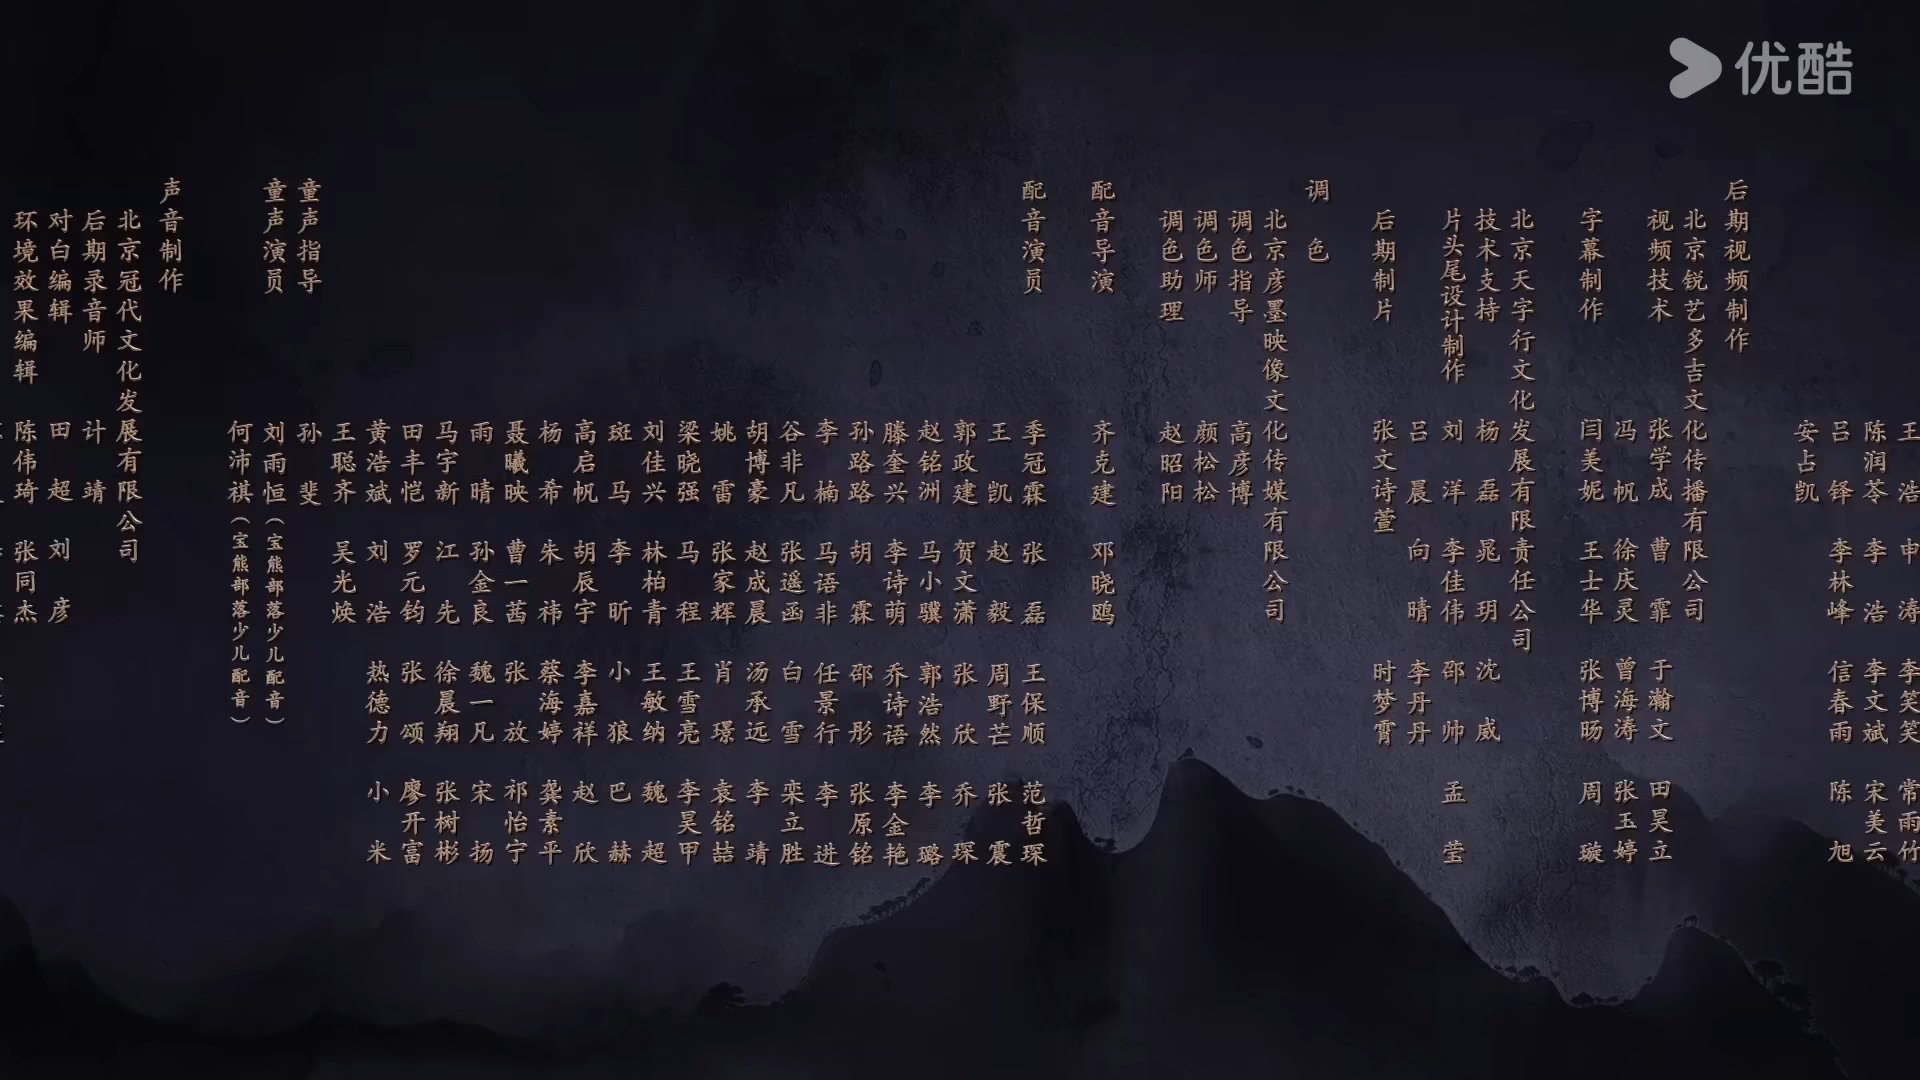 优酷
王浩 申涛 李笑笑 常雨竹
陈润苓 李浩 李文斌 宋美云
吕铎 李林峰 信春雨 陈旭
安占凯
后期视频制作
北京锐艺多吉文化传播有限公司
视频技术 张学成 曹霏 于瀚文 田昊立
冯帆 徐庆灵 曾海涛 张玉婷
字幕制作 闫美妮 王士华 张博旸 周璇
北京天字行文化发展有限责任公司
技术支持 杨磊 晁玥 沈威
片头尾设计制作 刘洋 李佳伟 邵帅 孟莹
吕晨 向晴 李丹丹
后期制片 张文诗萱 时梦霄
调色
北京彦墨映像文化传媒有限公司
调色指导 高彦博
调色师 颜松松
调色助理 赵昭阳
配音导演 齐克建 邓晓鸥
配音演员 季冠霖 张磊 王保顺 范哲琛
王凯 赵毅 周野芒 张震
郭政建 贺文潇 张欣 乔琛
赵铭洲 马小骥 郭浩然 李璐
滕奎兴 李诗萌 乔诗语 李金艳
孙路路 胡霖 邵彤 张原铭
李楠 马语非 任景行 李进
谷非凡 张遥函 白雪 栾立胜
胡博豪 赵成晨 汤承远 李靖
姚雷 张家辉 肖璟 袁铭喆
梁晓强 马程 王雪亮 李昊甲
刘佳兴 林柏青 王敏纳 魏超
斑马 李昕 小狼 巴赫
高启帆 胡辰宇 李嘉祥 赵欣
杨希 朱祎 蔡海婷 龚素平
聂曦映 曹一茜 张放 祁怡宁
雨晴 孙金良 魏一凡 宋扬
马宇新 江先 徐晨翔 张树彬
田丰恺 罗元钧 张颂 廖开富
黄浩斌 刘浩 热德力 小米
王聪齐 吴光焕
童声指导 孙斐
童声演员 刘雨恒（宝熊部落少儿配音）
何沛祺（宝熊部落少儿配音）
声音制作
北京冠代文化发展有限公司
后期录音师 计靖
对白编辑 田超 刘彦
环境效果编辑 陈伟琦 张同杰